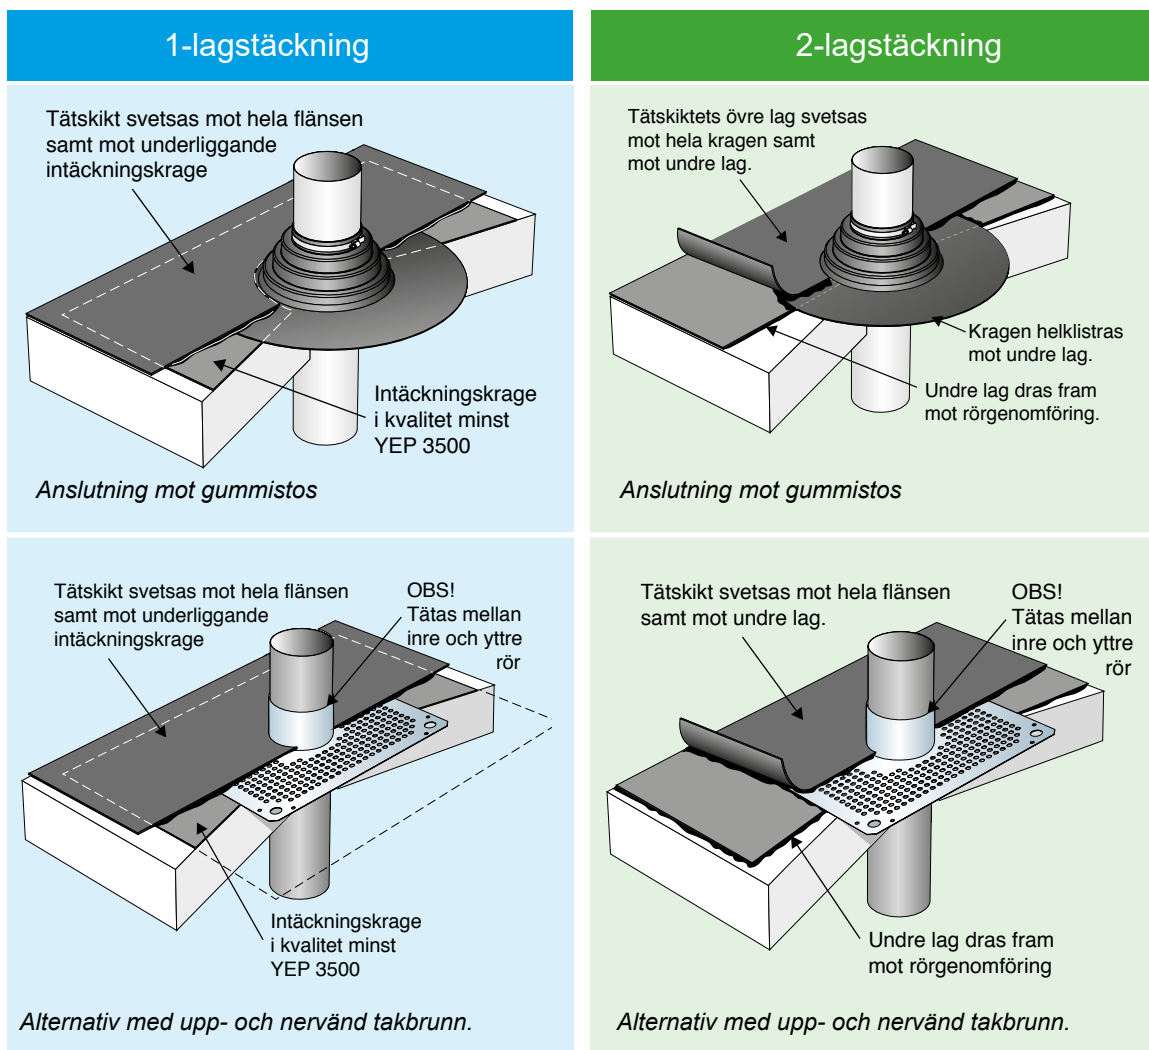 1-lagstäckning
2-lagstäckning
Tätskikt svetsas mot hela flänsen
samt mot underliggande
intäckningskrage
Intäckningskrage
i kvalitet minst
YEP 3500
Anslutning mot gummistos
Tätskiktets övre lag svetsas
mot hela kragen samt
mot undre lag.
Kragen helklistras
mot undre lag.
Undre lag dras fram
mot rörgenomföring.
Anslutning mot gummistos
Tätskikt svetsas mot hela flänsen
samt mot underliggande
intäckningskrage
OBS!
Tätas mellan
inre och yttre
rör
Intäckningskrage
i kvalitet minst
YEP 3500
Alternativ med upp- och nervänd takbrunn.
Tätskikt svetsas mot hela flänsen
samt mot undre lag.
OBS!
Tätas mellan
inre och yttre
rör
Undre lag dras fram
mot rörgenomföring
Alternativ med upp- och nervänd takbrunn.